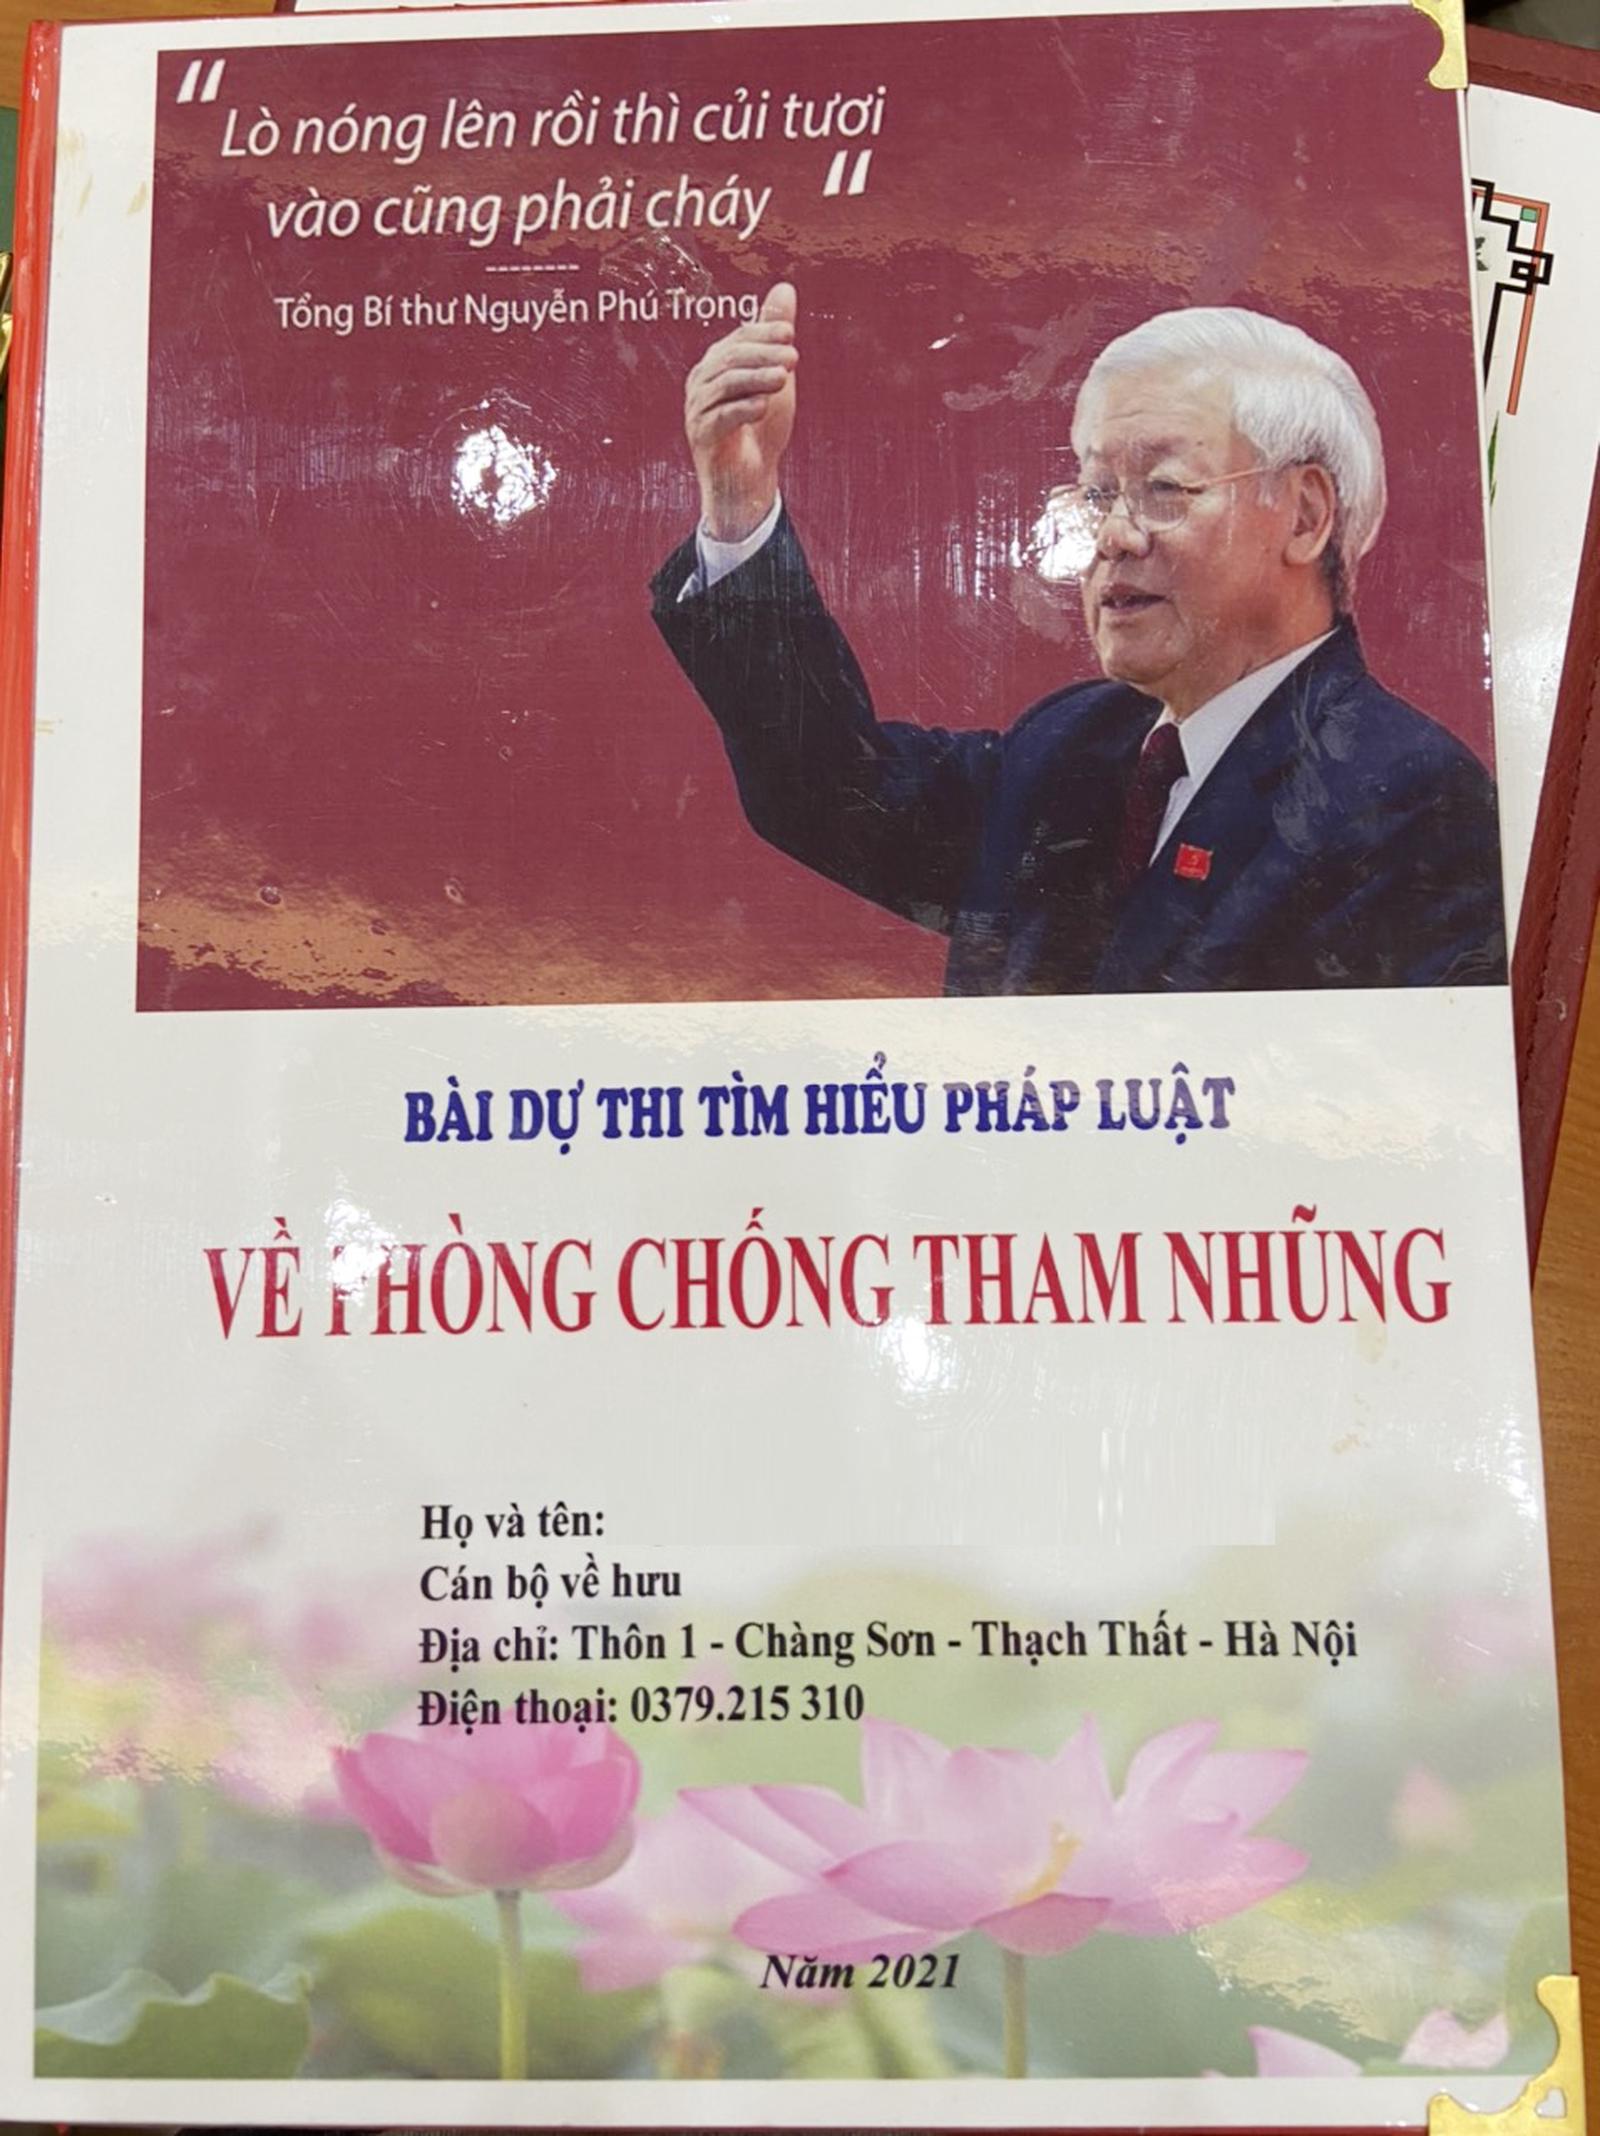 "Lò nóng lên rồi thì củi tươi
vào cũng phải cháy"
--------
Tổng Bí thư Nguyễn Phú Trọng
BÀI DỰ THI TÌM HIỂU PHÁP LUẬT
VỀ PHÒNG CHỐNG THAM NHŨNG
Họ và tên:
Cán bộ về hưu
Địa chỉ: Thôn 1 - Chàng Sơn - Thạch Thất - Hà Nội
Điện thoại: 0379.215 310
Năm 2021